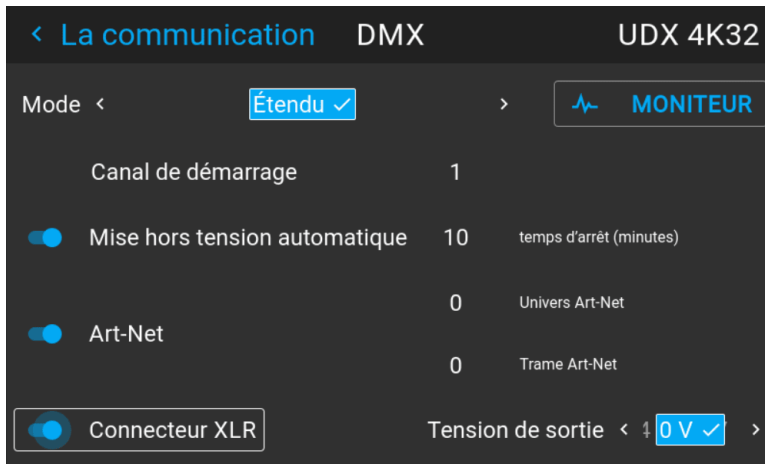 La communication DMX UDX 4K32
Mode Étendu MONITEUR
Canal de démarrage 1
Mise hors tension automatique 10 temps d'arrêt (minutes)
0 Univers Art-Net
Art-Net
0 Trame Art-Net
Connecteur XLR Tension de sortie 0 V